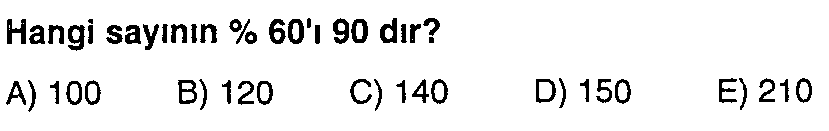 Hangi sayının % 60'ı 90 dır?
A) 100 B) 120 C) 140 D) 150 E) 210